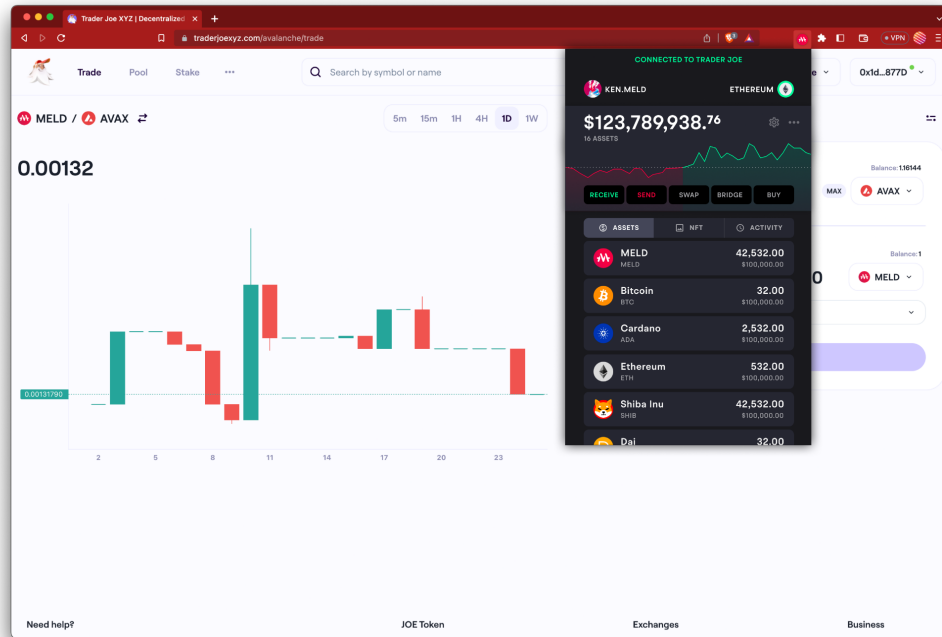 Trader Joe XYZ | Decentralized
traderjoexyz.com/avalanche/trade
VPN
Trade Pool Stake
Search by symbol or name
0x1d...877D
MELD / AVAX
5m 15m 1H 4H 1D 1W
0.00132
0.00131790
2 5 8 11 14 17 20 23
CONNECTED TO TRADER JOE
KEN.MELD ETHEREUM
$123,789,938.76
16 ASSETS
RECEIVE SEND SWAP BRIDGE BUY
ASSETS NFT ACTIVITY
MELD 42,532.00
MELD $100,000.00
Bitcoin 32.00
BTC $100,000.00
Cardano 2,532.00
ADA $100,000.00
Ethereum 532.00
ETH $100,000.00
Shiba Inu 42,532.00
SHIB $100,000.00
Dai 32.00
Balance: 1.16144
MAX AVAX
Balance: 1
0 MELD
Need help? JOE Token Exchanges Business